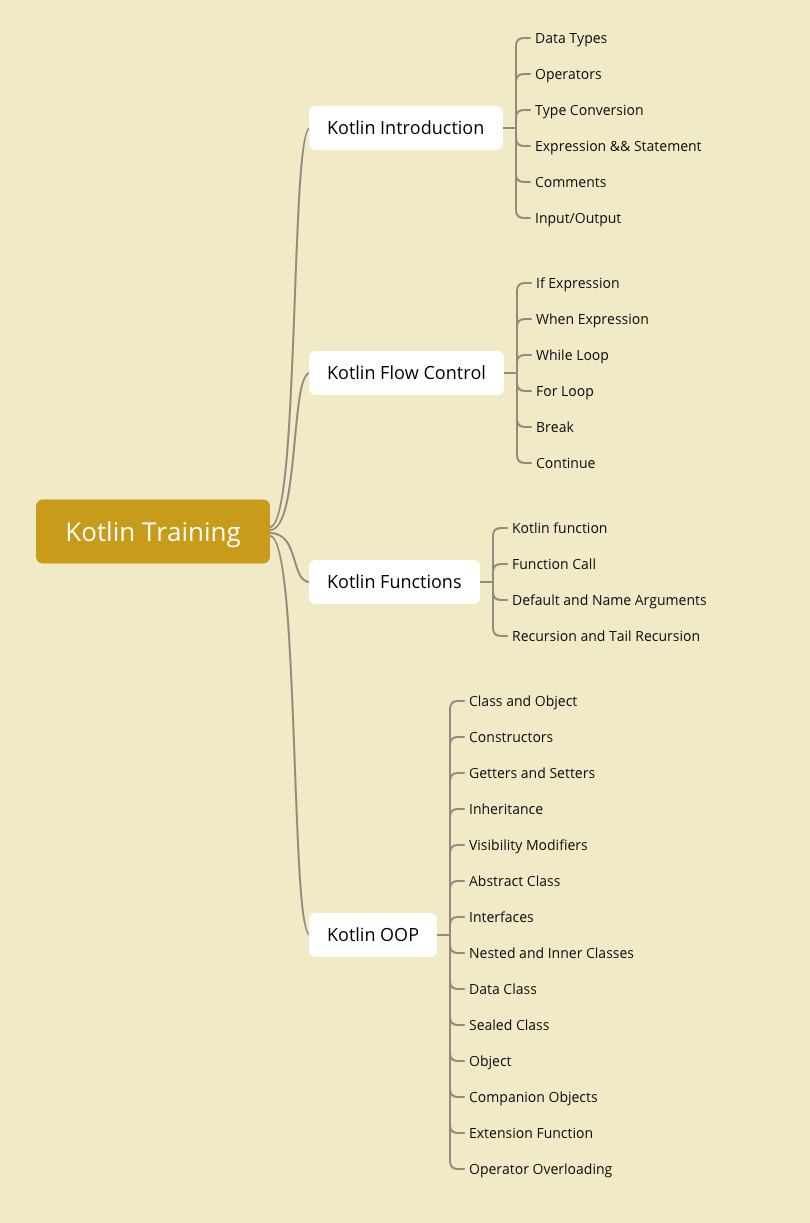 Kotlin Training
Kotlin Introduction
Data Types
Operators
Type Conversion
Expression && Statement
Comments
Input/Output
Kotlin Flow Control
If Expression
When Expression
While Loop
For Loop
Break
Continue
Kotlin Functions
Kotlin function
Function Call
Default and Name Arguments
Recursion and Tail Recursion
Kotlin OOP
Class and Object
Constructors
Getters and Setters
Inheritance
Visibility Modifiers
Abstract Class
Interfaces
Nested and Inner Classes
Data Class
Sealed Class
Object
Companion Objects
Extension Function
Operator Overloading